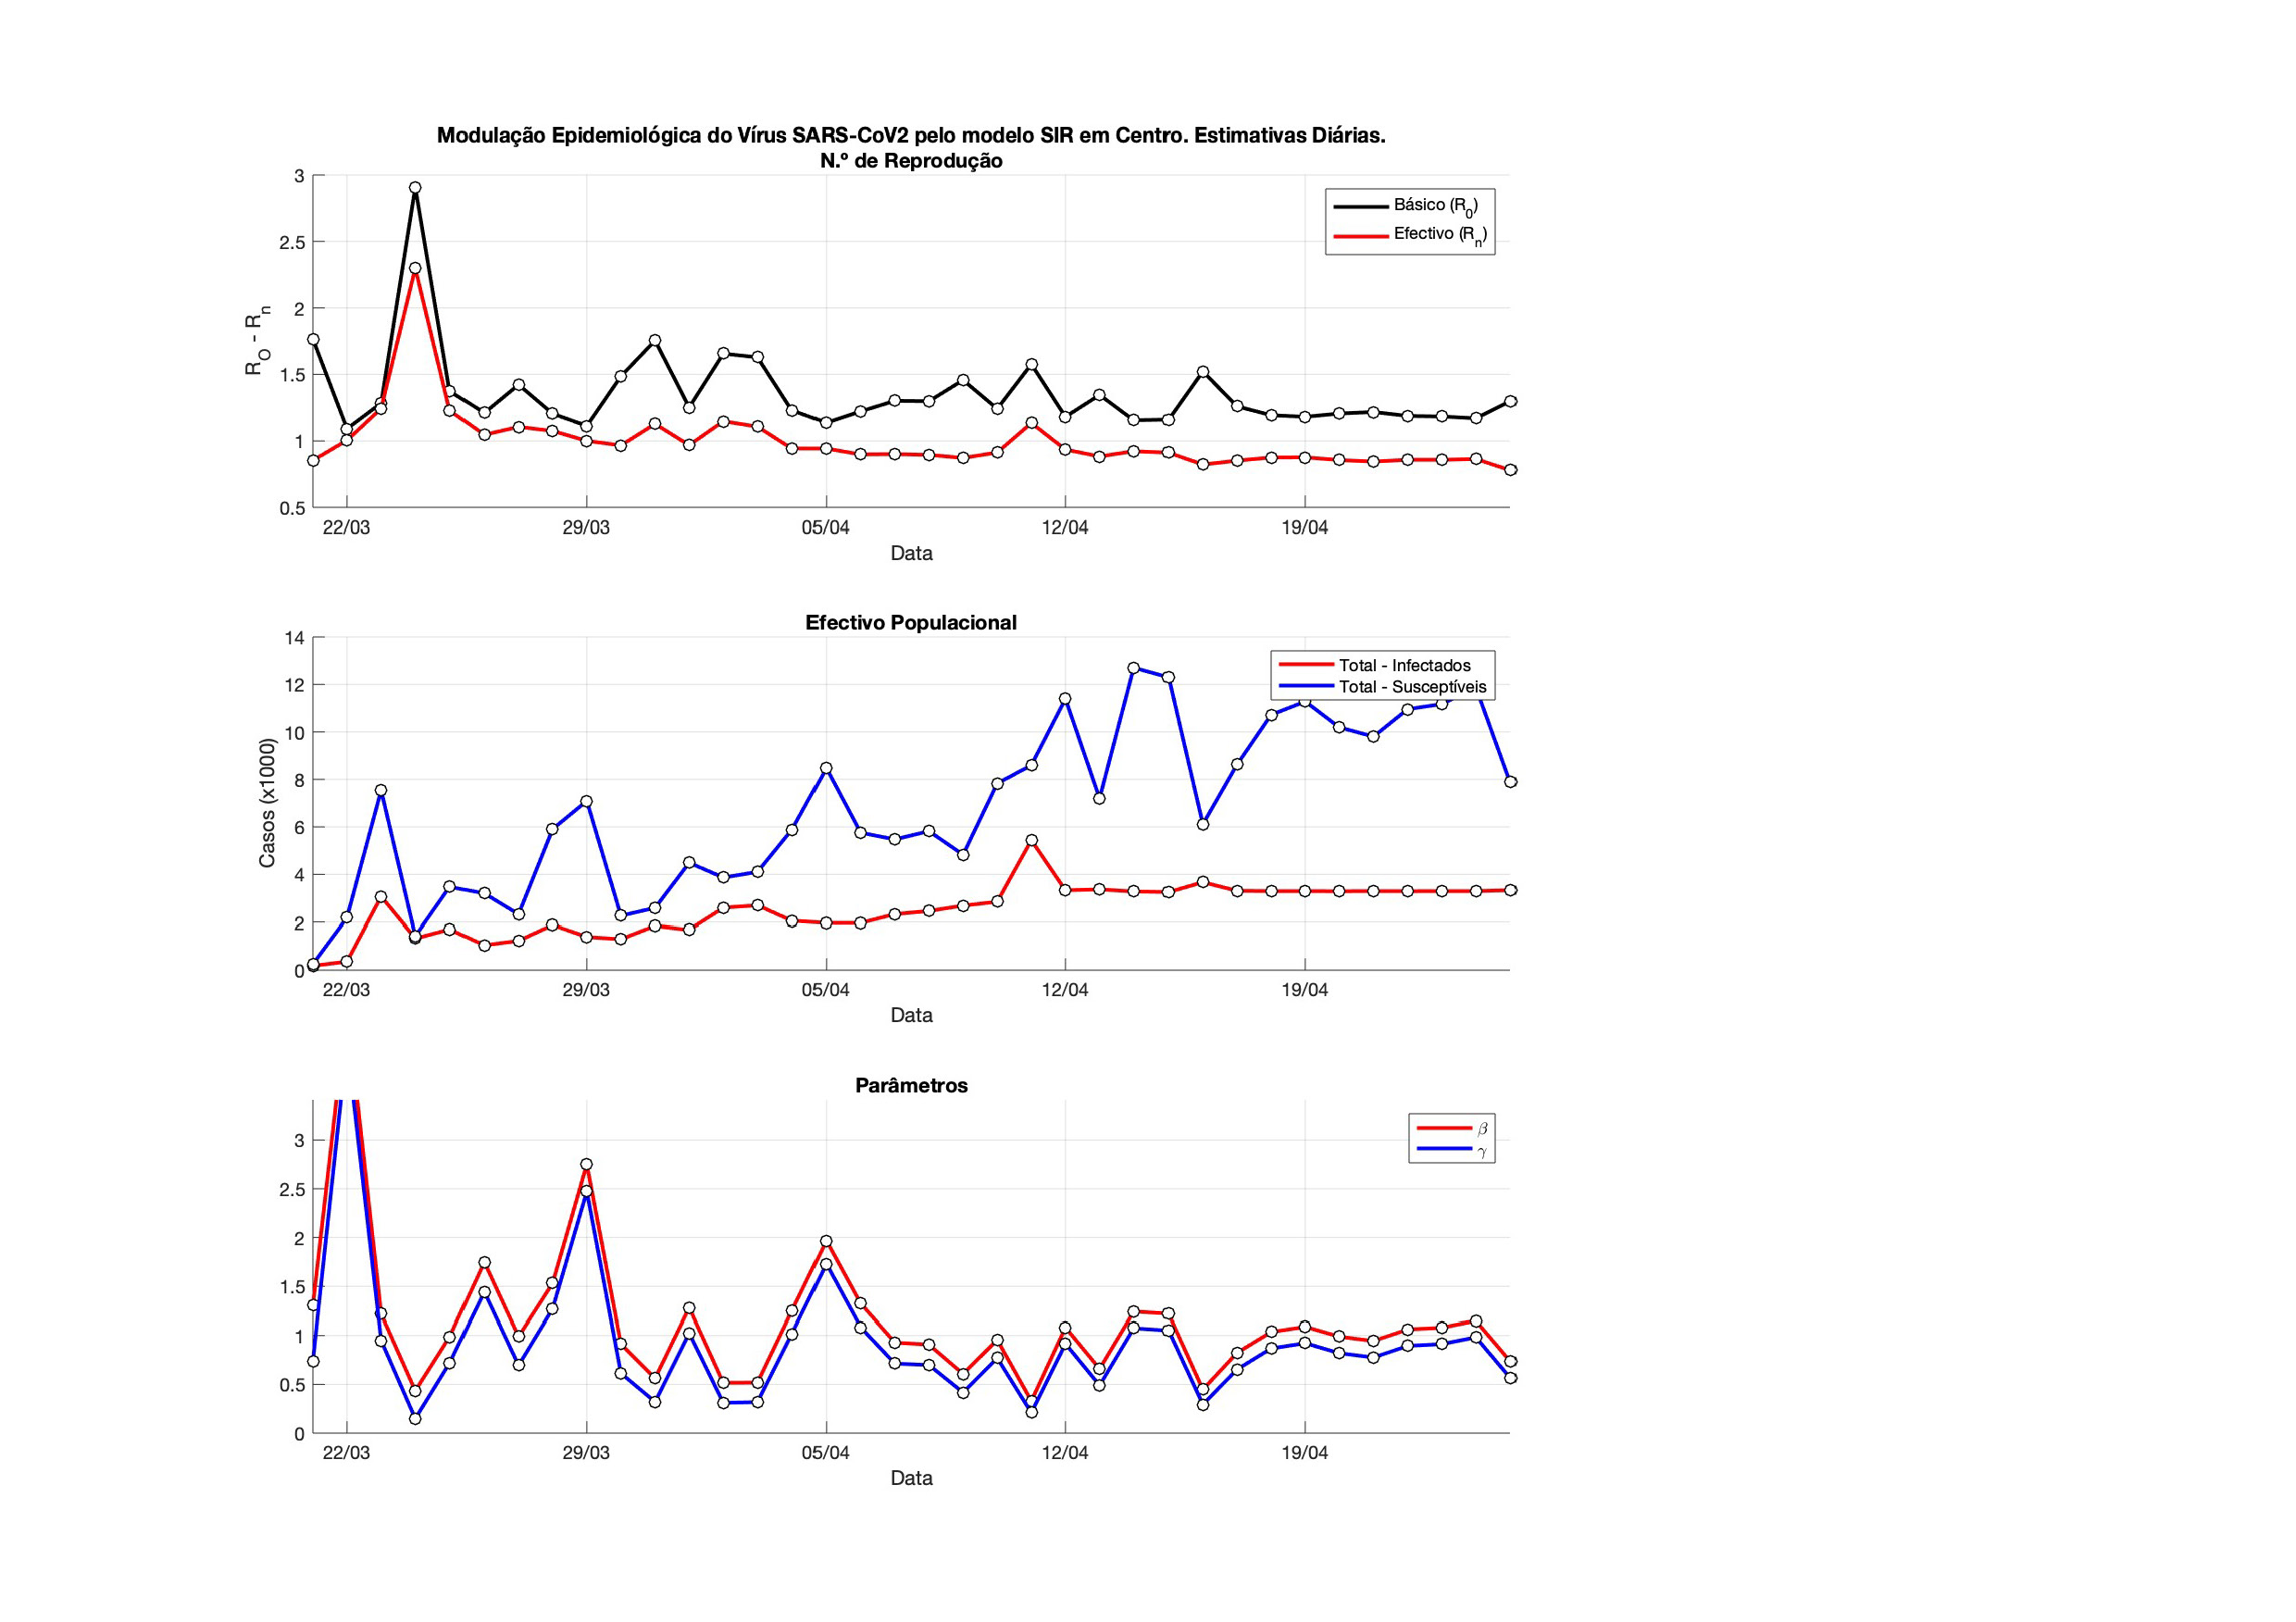 Modulação Epidemiológica do Vírus SARS-CoV2 pelo modelo SIR em Centro. Estimativas Diárias.
N.º de Reprodução
3
2.5
2
1.5
1
0.5
R_O - R_n
Básico (R_0)
Efectivo (R_n)
22/03
29/03
05/04
12/04
19/04
Data
Efectivo Populacional
14
12
10
8
6
4
2
0
Casos (x1000)
Total - Infectados
Total - Susceptíveis
22/03
29/03
05/04
12/04
19/04
Data
Parâmetros
3
2.5
2
1.5
1
0.5
0
β
γ
22/03
29/03
05/04
12/04
19/04
Data